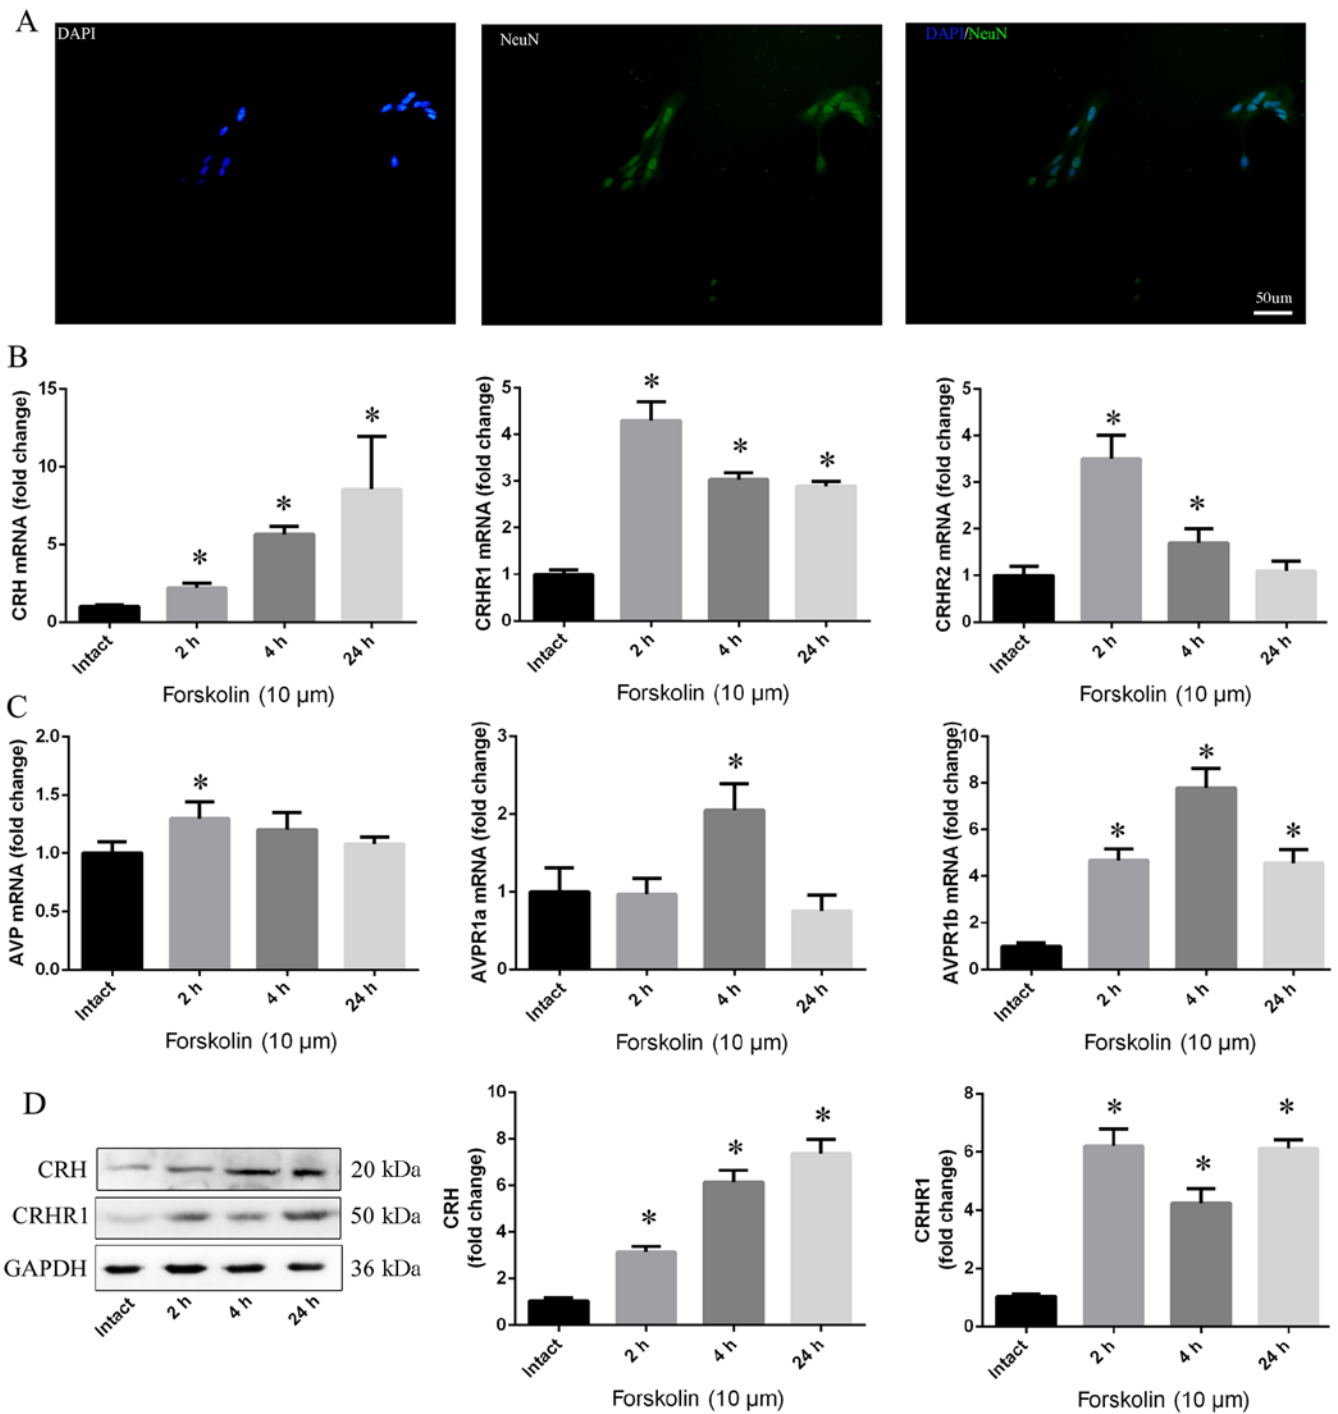 A
DAPI
NeuN
DAPI/NeuN
50um
B
CRH mRNA (fold change)
15
10
5
0
Intact
2 h
4 h
24 h
Forskolin (10 μm)
CRHR1 mRNA (fold change)
5
4
3
2
1
0
Intact
2 h
4 h
24 h
Forskolin (10 μm)
CRHR2 mRNA (fold change)
5
4
3
2
1
0
Intact
2 h
4 h
24 h
Forskolin (10 μm)
* * *
* * *
* *
C
AVP mRNA (fold change)
2.0
1.5
1.0
0.5
0.0
Intact
2 h
4 h
24 h
Forskolin (10 μm)
AVPR1a mRNA (fold change)
3
2
1
0
Intact
2 h
4 h
24 h
Forskolin (10 μm)
AVPR1b mRNA (fold change)
10
8
6
4
2
0
Intact
2 h
4 h
24 h
Forskolin (10 μm)
*
*
* * *
D
CRH 20 kDa
CRHR1 50 kDa
GAPDH 36 kDa
Intact
2 h
4 h
24 h
CRH
(fold change)
10
8
6
4
2
0
Intact
2 h
4 h
24 h
Forskolin (10 μm)
CRHR1
(fold change)
8
6
4
2
0
Intact
2 h
4 h
24 h
Forskolin (10 μm)
* * *
* * *